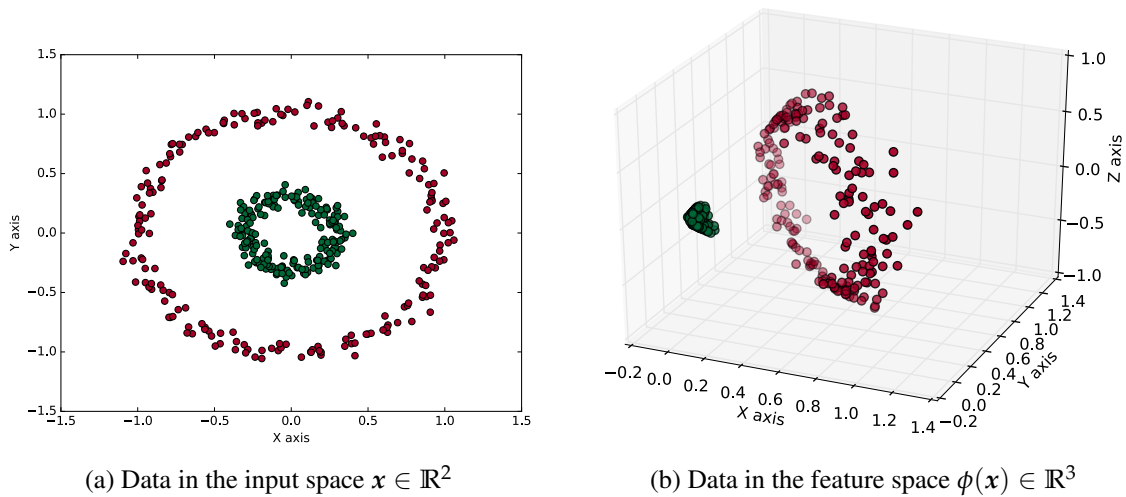 1.5
1.0
0.5
0.0
−0.5
−1.0
−1.5
Y axis
−1.5 −1.0 −0.5 0.0 0.5 1.0 1.5
X axis
1.0
0.5
0.0
−0.5
−1.0
Z axis
1.4
1.2
1.0
0.8
0.6
0.4
0.2
0.0
−0.2
Y axis
−0.2 0.0 0.2 0.4 0.6 0.8 1.0 1.2 1.4
X axis
(a) Data in the input space x ∈ ℝ²
(b) Data in the feature space ϕ(x) ∈ ℝ³